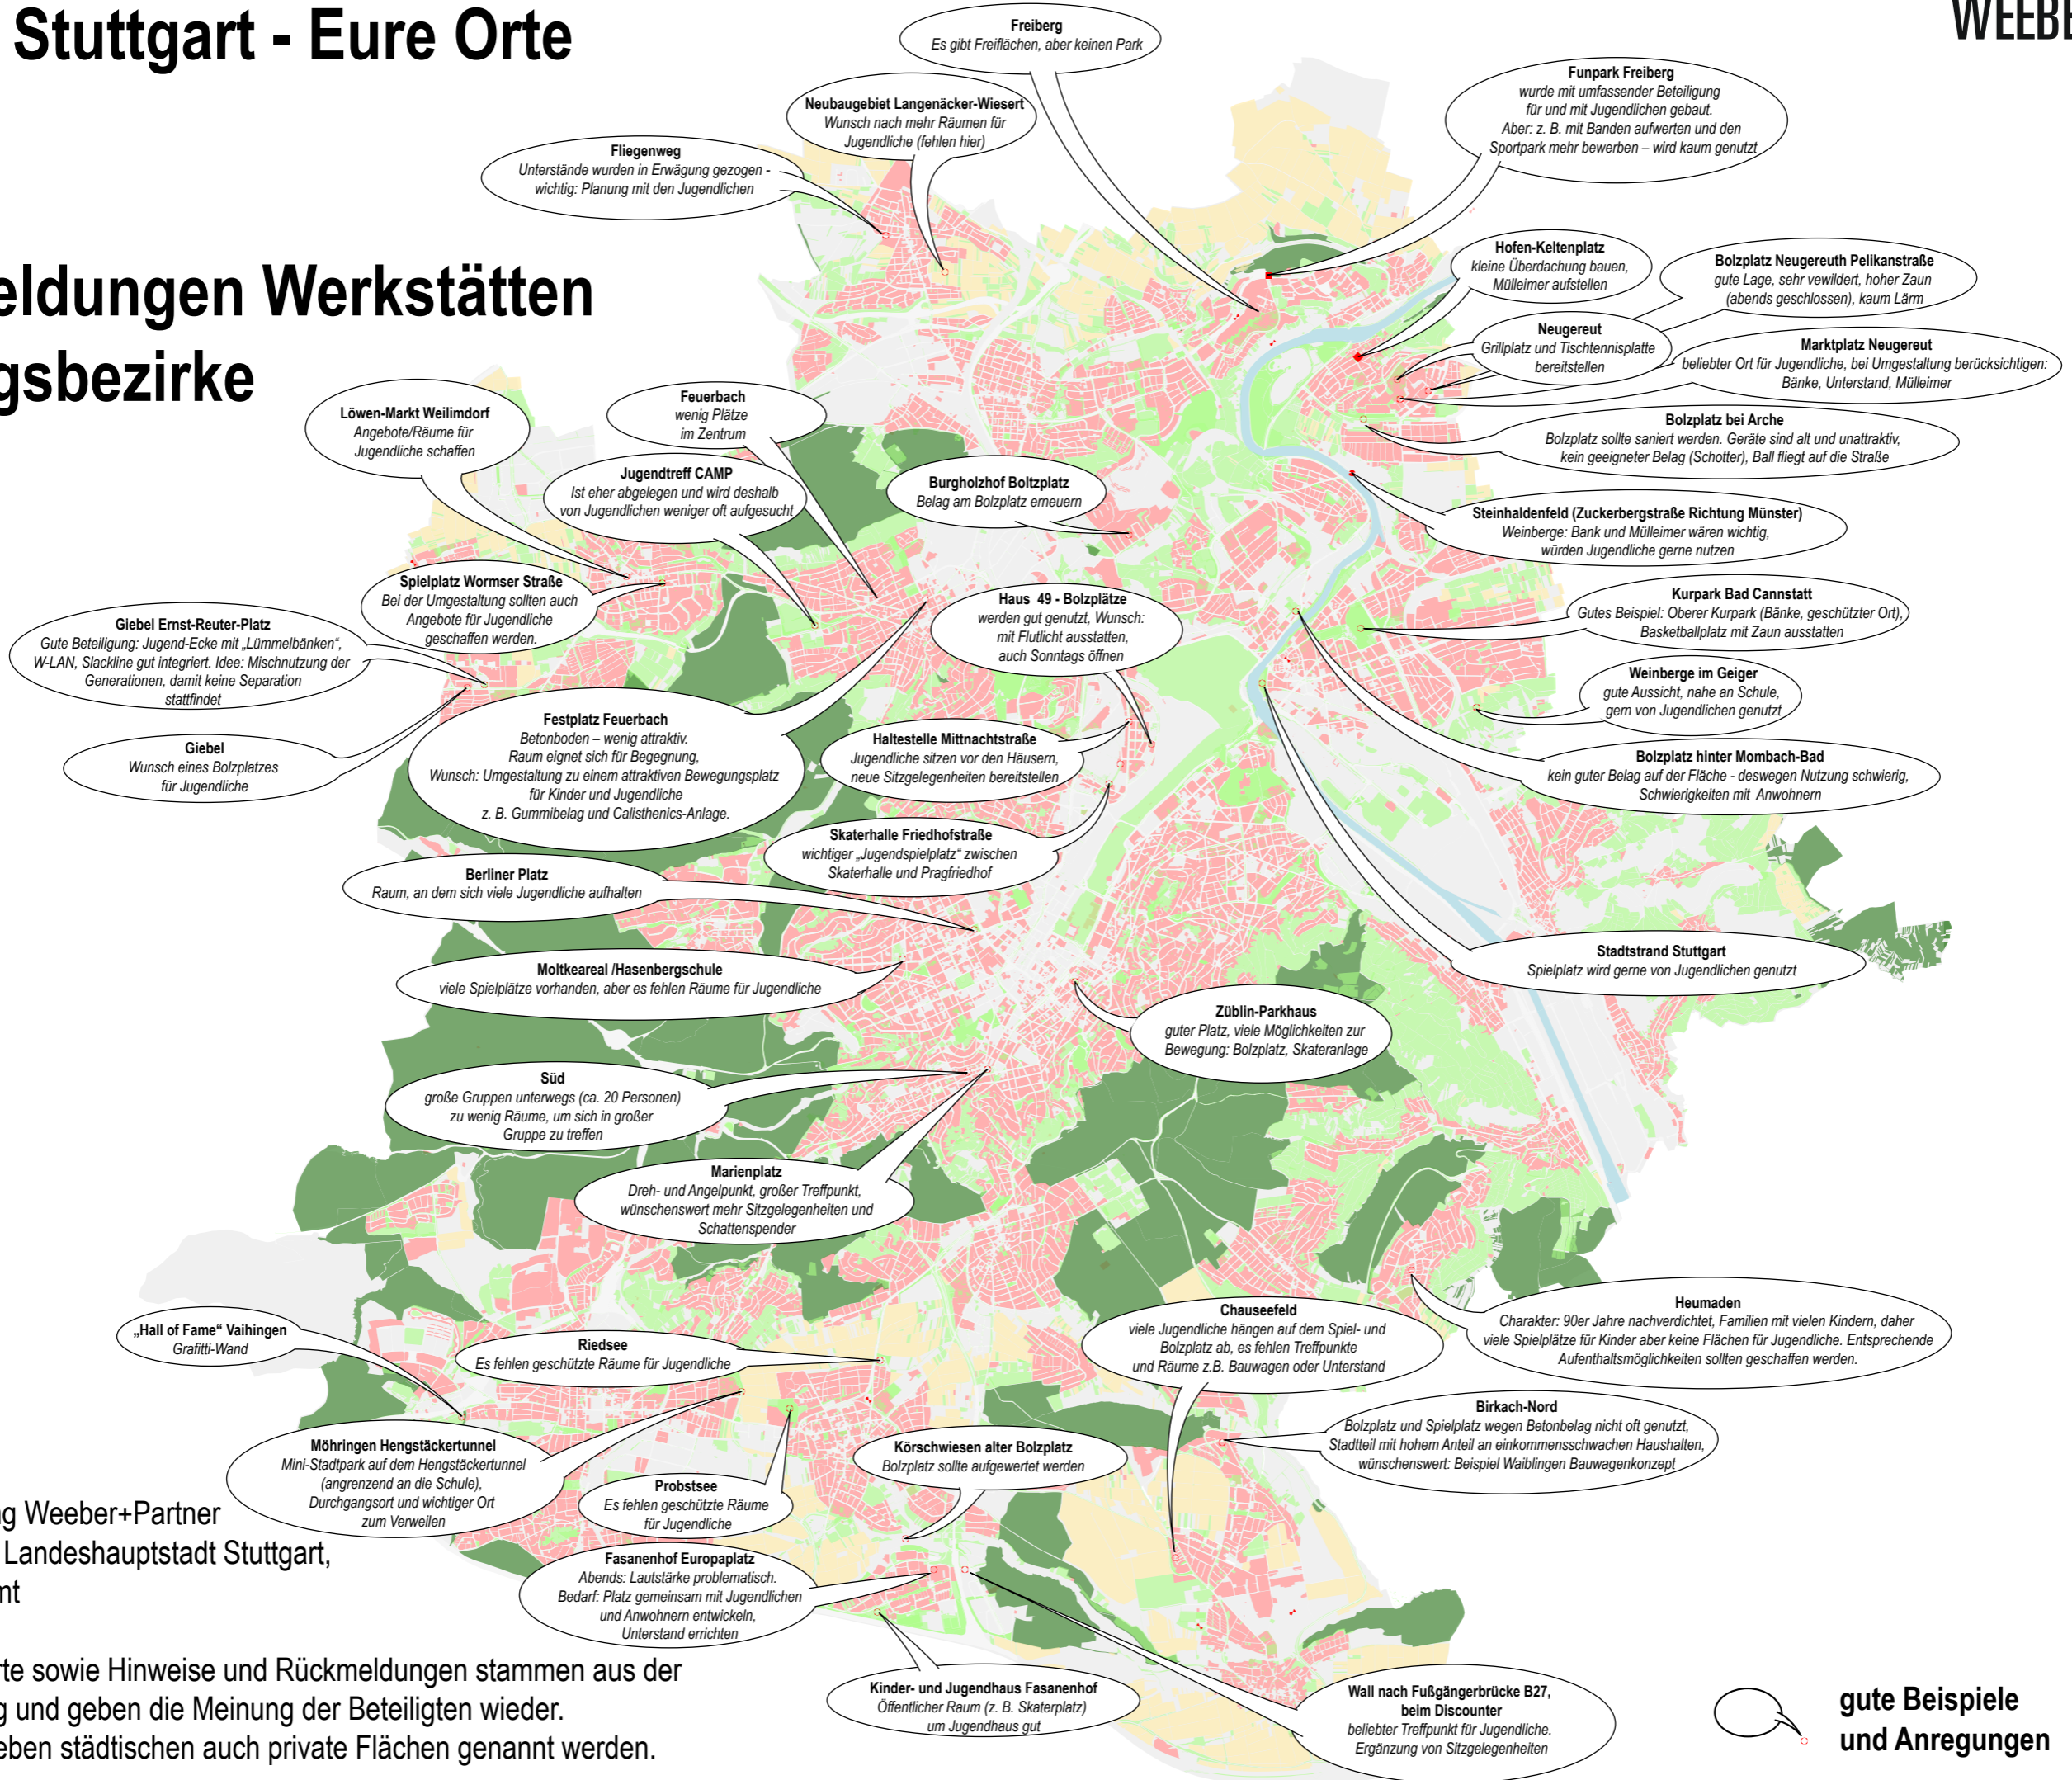 Stuttgart - Eure Orte
WEEBE
eldungen Werkstätten
gsbezirke
Freiberg
Es gibt Freiflächen, aber keinen Park
Funpark Freiberg
wurde mit umfassender Beteiligung
für und mit Jugendlichen gebaut.
Aber: z. B. mit Banden aufwerten und den
Sportpark mehr bewerben – wird kaum genutzt
Neubaugebiet Langenäcker-Wiesert
Wunsch nach mehr Räumen für
Jugendliche (fehlen hier)
Fliegenweg
Unterstände wurden in Erwägung gezogen -
wichtig: Planung mit den Jugendlichen
Hofen-Keltenplatz
kleine Überdachung bauen,
Mülleimer aufstellen
Bolzplatz Neugereuth Pelikanstraße
gute Lage, sehr vewildert, hoher Zaun
(abends geschlossen), kaum Lärm
Neugereut
Grillplatz und Tischtennisplatte
bereitstellen
Marktplatz Neugereut
beliebter Ort für Jugendliche, bei Umgestaltung berücksichtigen:
Bänke, Unterstand, Mülleimer
Löwen-Markt Weilimdorf
Angebote/Räume für
Jugendliche schaffen
Feuerbach
wenig Plätze
im Zentrum
Bolzplatz bei Arche
Bolzplatz sollte saniert werden. Geräte sind alt und unattraktiv,
kein geeigneter Belag (Schotter), Ball fliegt auf die Straße
Jugendtreff CAMP
Ist eher abgelegen und wird deshalb
von Jugendlichen weniger oft aufgesucht
Burgholzhof Boltzplatz
Belag am Bolzplatz erneuern
Steinhaldenfeld (Zuckerbergstraße Richtung Münster)
Weinberge: Bank und Mülleimer wären wichtig,
würden Jugendliche gerne nutzen
Spielplatz Wormser Straße
Bei der Umgestaltung sollten auch
Angebote für Jugendliche
geschaffen werden.
Haus 49 - Bolzplätze
werden gut genutzt, Wunsch:
mit Flutlicht ausstatten,
auch Sonntags öffnen
Kurpark Bad Cannstatt
Gutes Beispiel: Oberer Kurpark (Bänke, geschützter Ort),
Basketballplatz mit Zaun ausstatten
Giebel Ernst-Reuter-Platz
Gute Beteiligung: Jugend-Ecke mit „Lümmelbänken“,
W-LAN, Slackline gut integriert. Idee: Mischnutzung der
Generationen, damit keine Separation
stattfindet
Weinberge im Geiger
gute Aussicht, nahe an Schule,
gern von Jugendlichen genutzt
Giebel
Wunsch eines Bolzplatzes
für Jugendliche
Festplatz Feuerbach
Betonboden – wenig attraktiv.
Raum eignet sich für Begegnung,
Wunsch: Umgestaltung zu einem attraktiven Bewegungsplatz
für Kinder und Jugendliche
z. B. Gummibelag und Calisthenics-Anlage.
Haltestelle Mittnachtstraße
Jugendliche sitzen vor den Häusern,
neue Sitzgelegenheiten bereitstellen
Bolzplatz hinter Mombach-Bad
kein guter Belag auf der Fläche - deswegen Nutzung schwierig,
Schwierigkeiten mit Anwohnern
Skaterhalle Friedhofstraße
wichtiger „Jugendspielplatz“ zwischen
Skaterhalle und Pragfriedhof
Berliner Platz
Raum, an dem sich viele Jugendliche aufhalten
Stadtstrand Stuttgart
Spielplatz wird gerne von Jugendlichen genutzt
Moltkeareal /Hasenbergschule
viele Spielplätze vorhanden, aber es fehlen Räume für Jugendliche
Züblin-Parkhaus
guter Platz, viele Möglichkeiten zur
Bewegung: Bolzplatz, Skateranlage
Süd
große Gruppen unterwegs (ca. 20 Personen)
zu wenig Räume, um sich in großer
Gruppe zu treffen
Marienplatz
Dreh- und Angelpunkt, großer Treffpunkt,
wünschenswert mehr Sitzgelegenheiten und
Schattenspender
„Hall of Fame“ Vaihingen
Grafitti-Wand
Riedsee
Es fehlen geschützte Räume für Jugendliche
Chauseefeld
viele Jugendliche hängen auf dem Spiel- und
Bolzplatz ab, es fehlen Treffpunkte
und Räume z.B. Bauwagen oder Unterstand
Heumaden
Charakter: 90er Jahre nachverdichtet, Familien mit vielen Kindern, daher
viele Spielplätze für Kinder aber keine Flächen für Jugendliche. Entsprechende
Aufenthaltsmöglichkeiten sollten geschaffen werden.
Birkach-Nord
Bolzplatz und Spielplatz wegen Betonbelag nicht oft genutzt,
Stadtteil mit hohem Anteil an einkommensschwachen Haushalten,
wünschenswert: Beispiel Waiblingen Bauwagenkonzept
Möhringen Hengstäckertunnel
Mini-Stadtpark auf dem Hengstäckertunnel
(angrenzend an die Schule),
Durchgangsort und wichtiger Ort
zum Verweilen
Körschwiesen alter Bolzplatz
Bolzplatz sollte aufgewertet werden
Probstsee
Es fehlen geschützte Räume
für Jugendliche
Fasanenhof Europaplatz
Abends: Lautstärke problematisch.
Bedarf: Platz gemeinsam mit Jugendlichen
und Anwohnern entwickeln,
Unterstand errichten
Kinder- und Jugendhaus Fasanenhof
Öffentlicher Raum (z. B. Skaterplatz)
um Jugendhaus gut
Wall nach Fußgängerbrücke B27,
beim Discounter
beliebter Treffpunkt für Jugendliche.
Ergänzung von Sitzgelegenheiten
ng Weeber+Partner
Landeshauptstadt Stuttgart,
mt
rte sowie Hinweise und Rückmeldungen stammen aus der
g und geben die Meinung der Beteiligten wieder.
eben städtischen auch private Flächen genannt werden.
gute Beispiele
und Anregungen